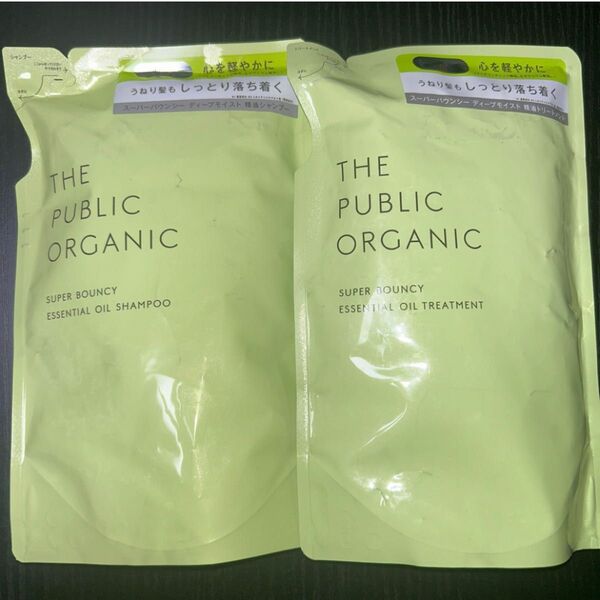 シャンプー
心を軽やかに
うねり髪もしっとり落ち着く
スーパーバウンシー ディープモイスト 精油シャンプー
THE
PUBLIC
ORGANIC
SUPER BOUNCY
ESSENTIAL OIL SHAMPOO
心を軽やかに
うねり髪もしっとり落ち着く
スーパーバウンシー ディープモイスト 精油トリートメント
THE
PUBLIC
ORGANIC
SUPER BOUNCY
ESSENTIAL OIL TREATMENT